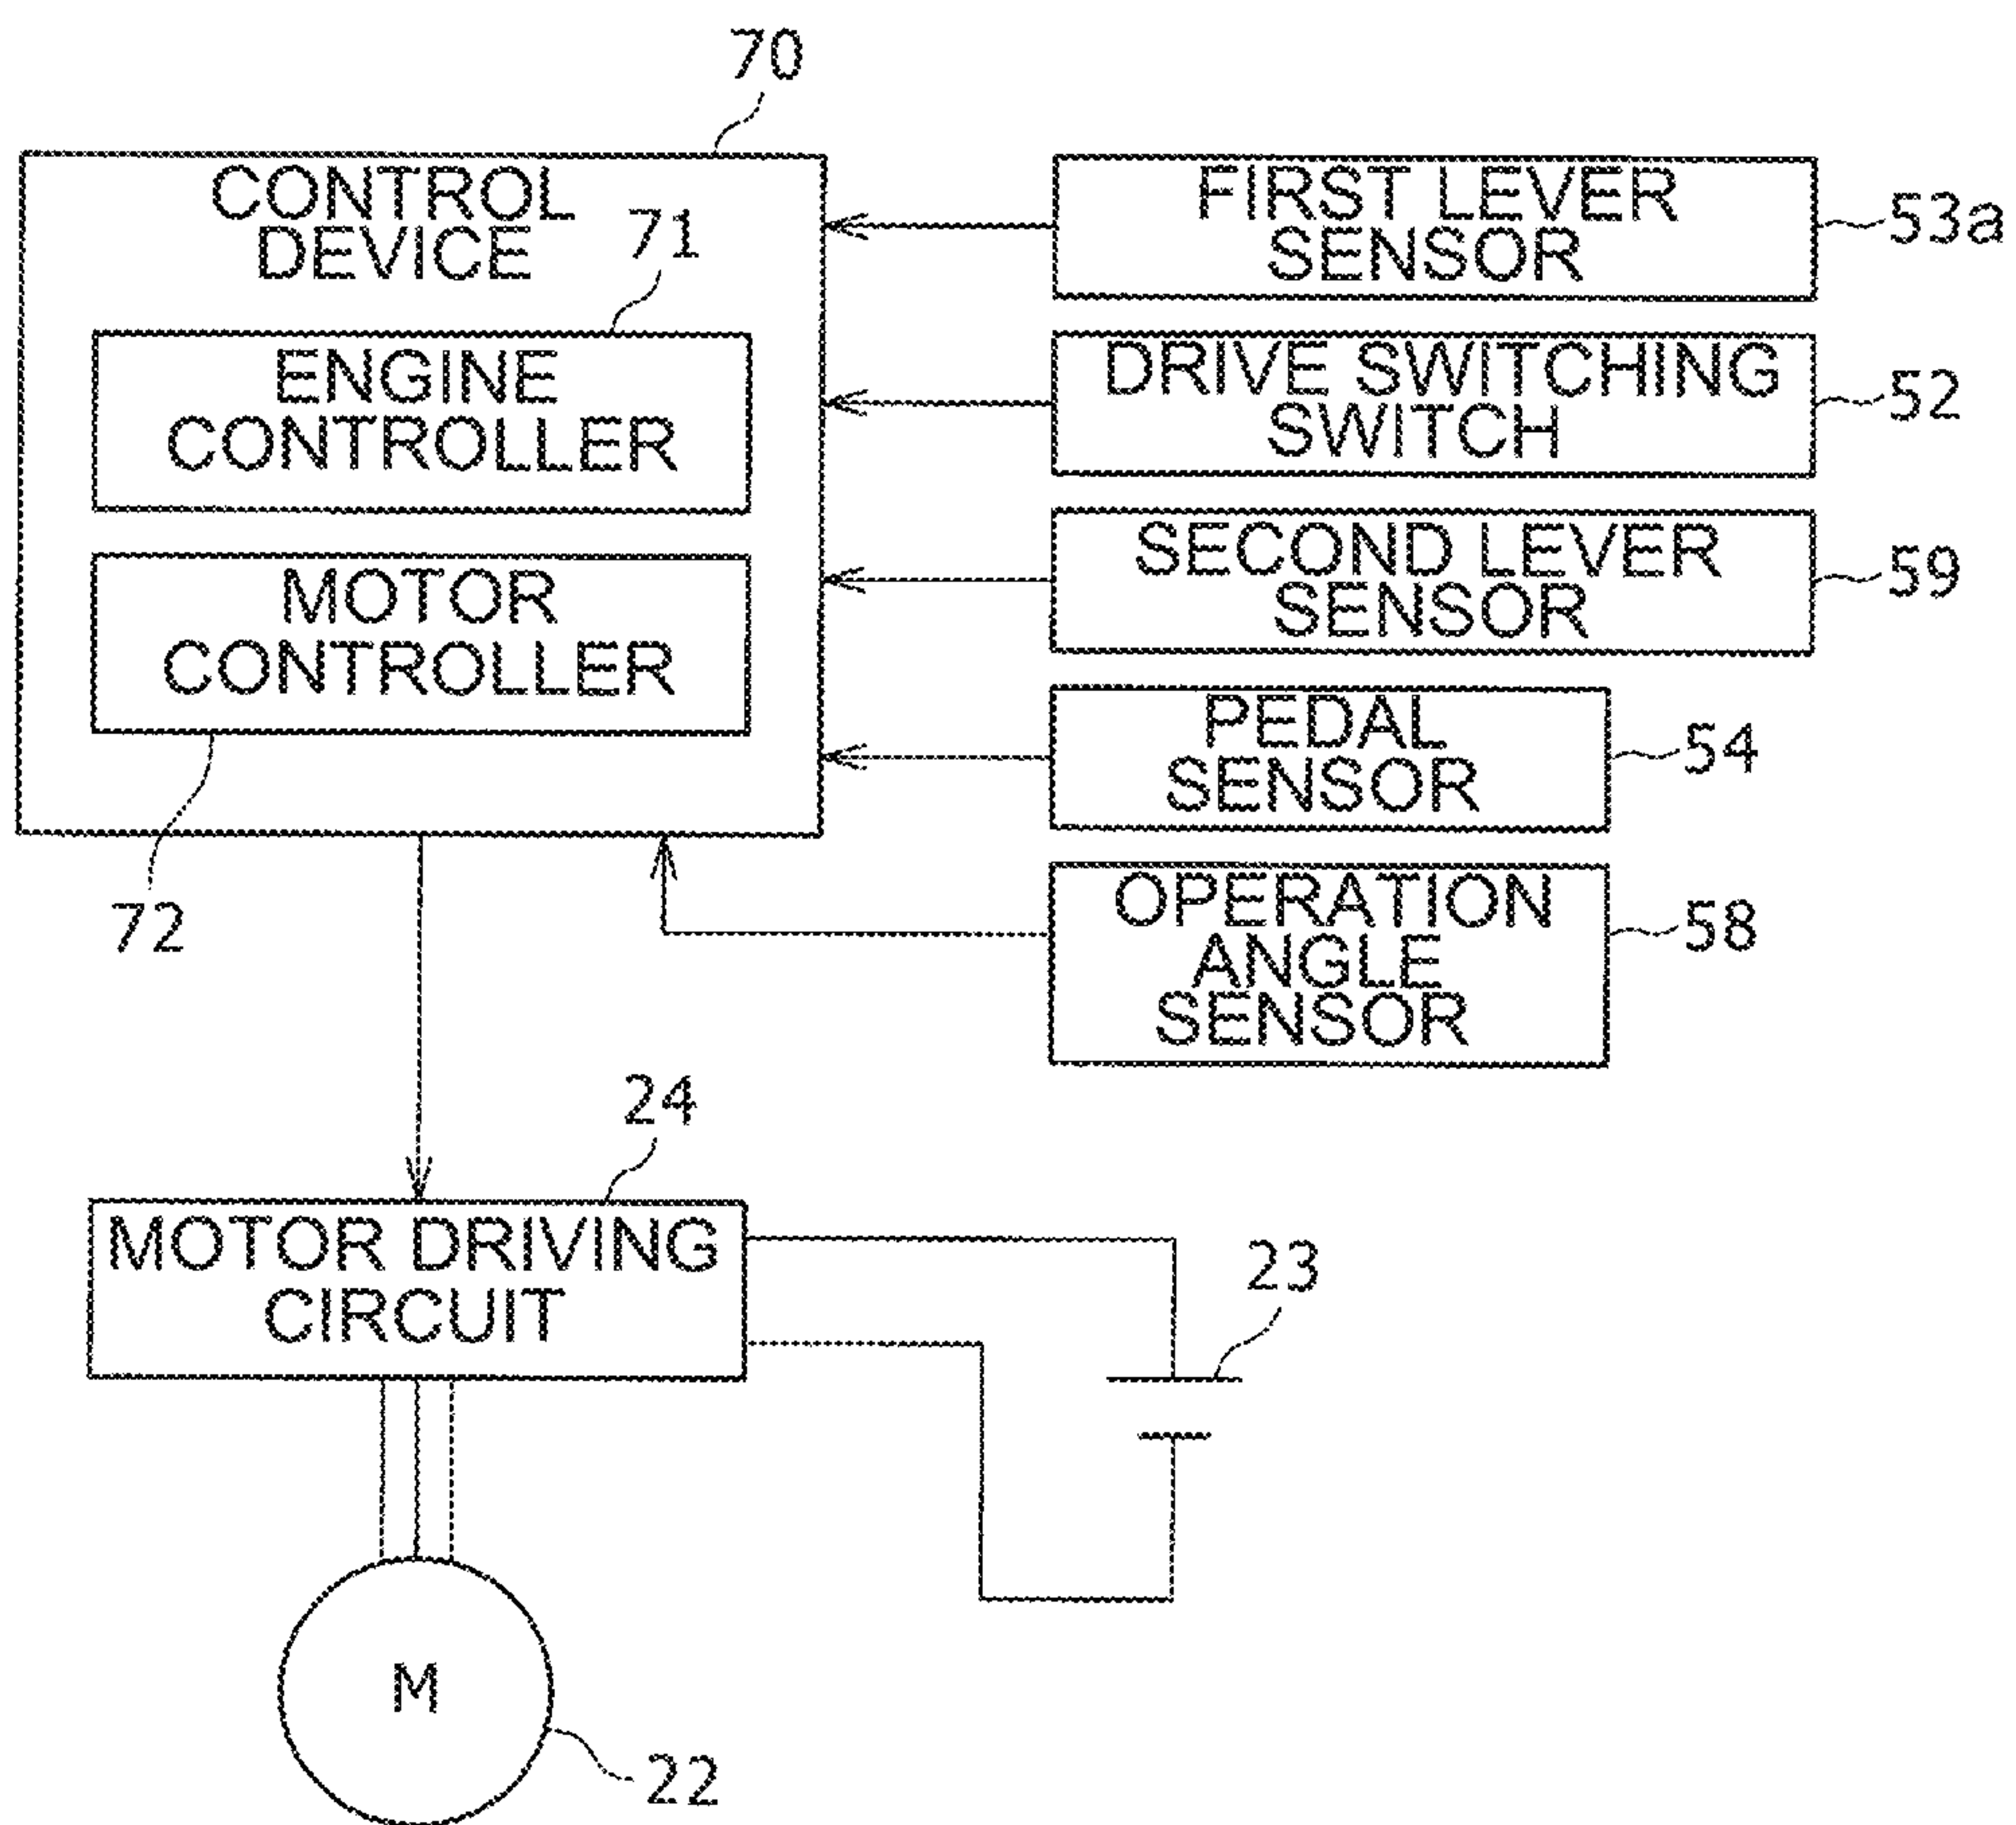 70
CONTROL
DEVICE
71
ENGINE
CONTROLLER
MOTOR
CONTROLLER
72
FIRST LEVER
SENSOR
53a
DRIVE SWITCHING
SWITCH
52
SECOND LEVER
SENSOR
59
PEDAL
SENSOR
54
OPERATION
ANGLE
SENSOR
58
24
MOTOR DRIVING
CIRCUIT
23
M
22